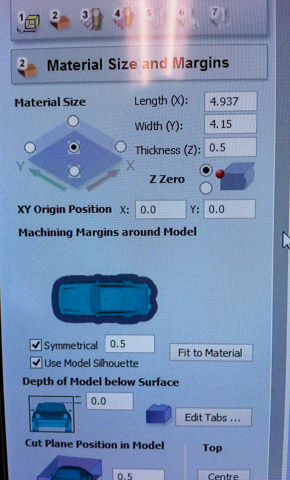 1 2 3 4 5 6 7
2 Material Size and Margins
Material Size
Length (X): 4.937
Width (Y): 4.15
Thickness (Z): 0.5
Y X
Z Zero
XY Origin Position X: 0.0 Y: 0.0
Machining Margins around Model
Symmetrical 0.5
Use Model Silhouette
Fit to Material
Depth of Model below Surface
0.0
Edit Tabs ...
Cut Plane Position in Model Top
0.5 Centre